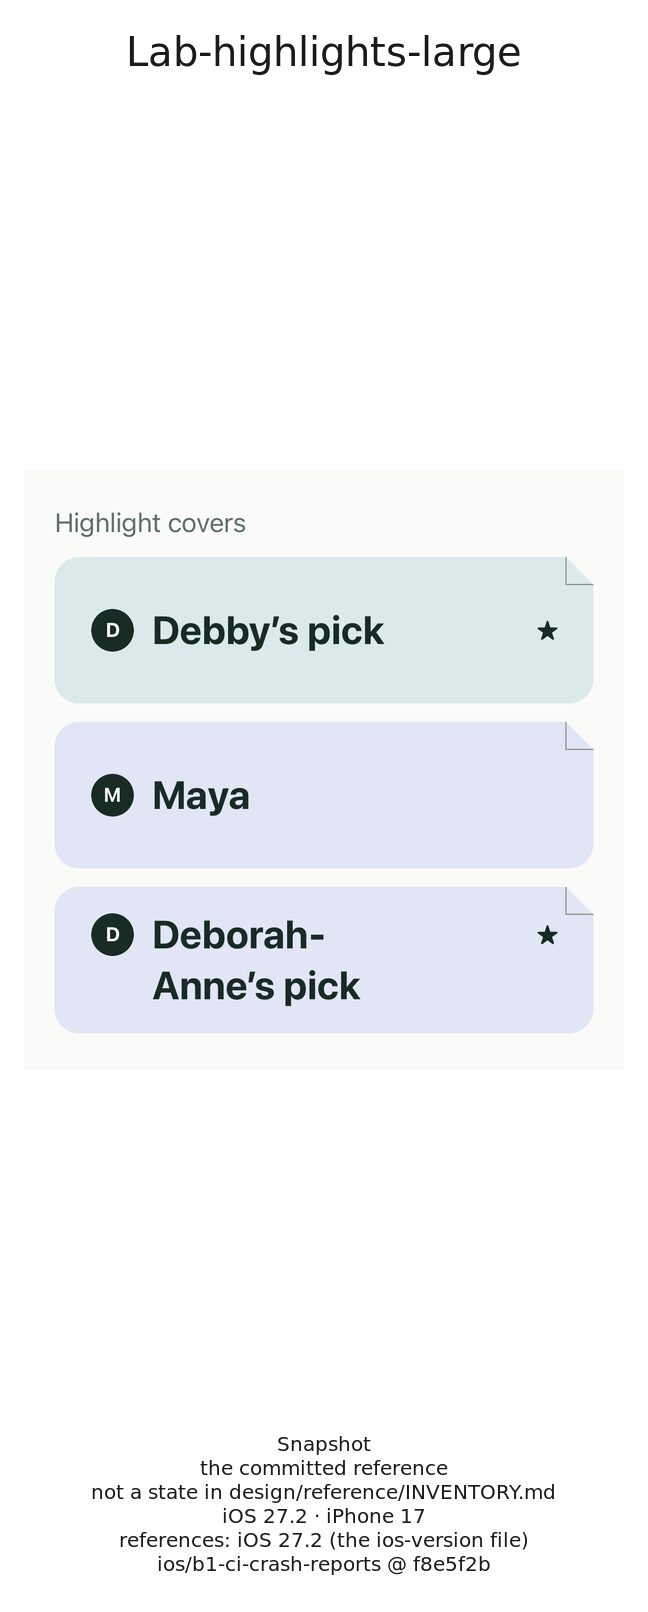 Lab-highlights-large
Highlight covers
D Debby’s pick ★
M Maya
D Deborah- ★
Anne’s pick
Snapshot
the committed reference
not a state in design/reference/INVENTORY.md
iOS 27.2 · iPhone 17
references: iOS 27.2 (the ios-version file)
ios/b1-ci-crash-reports @ f8e5f2b